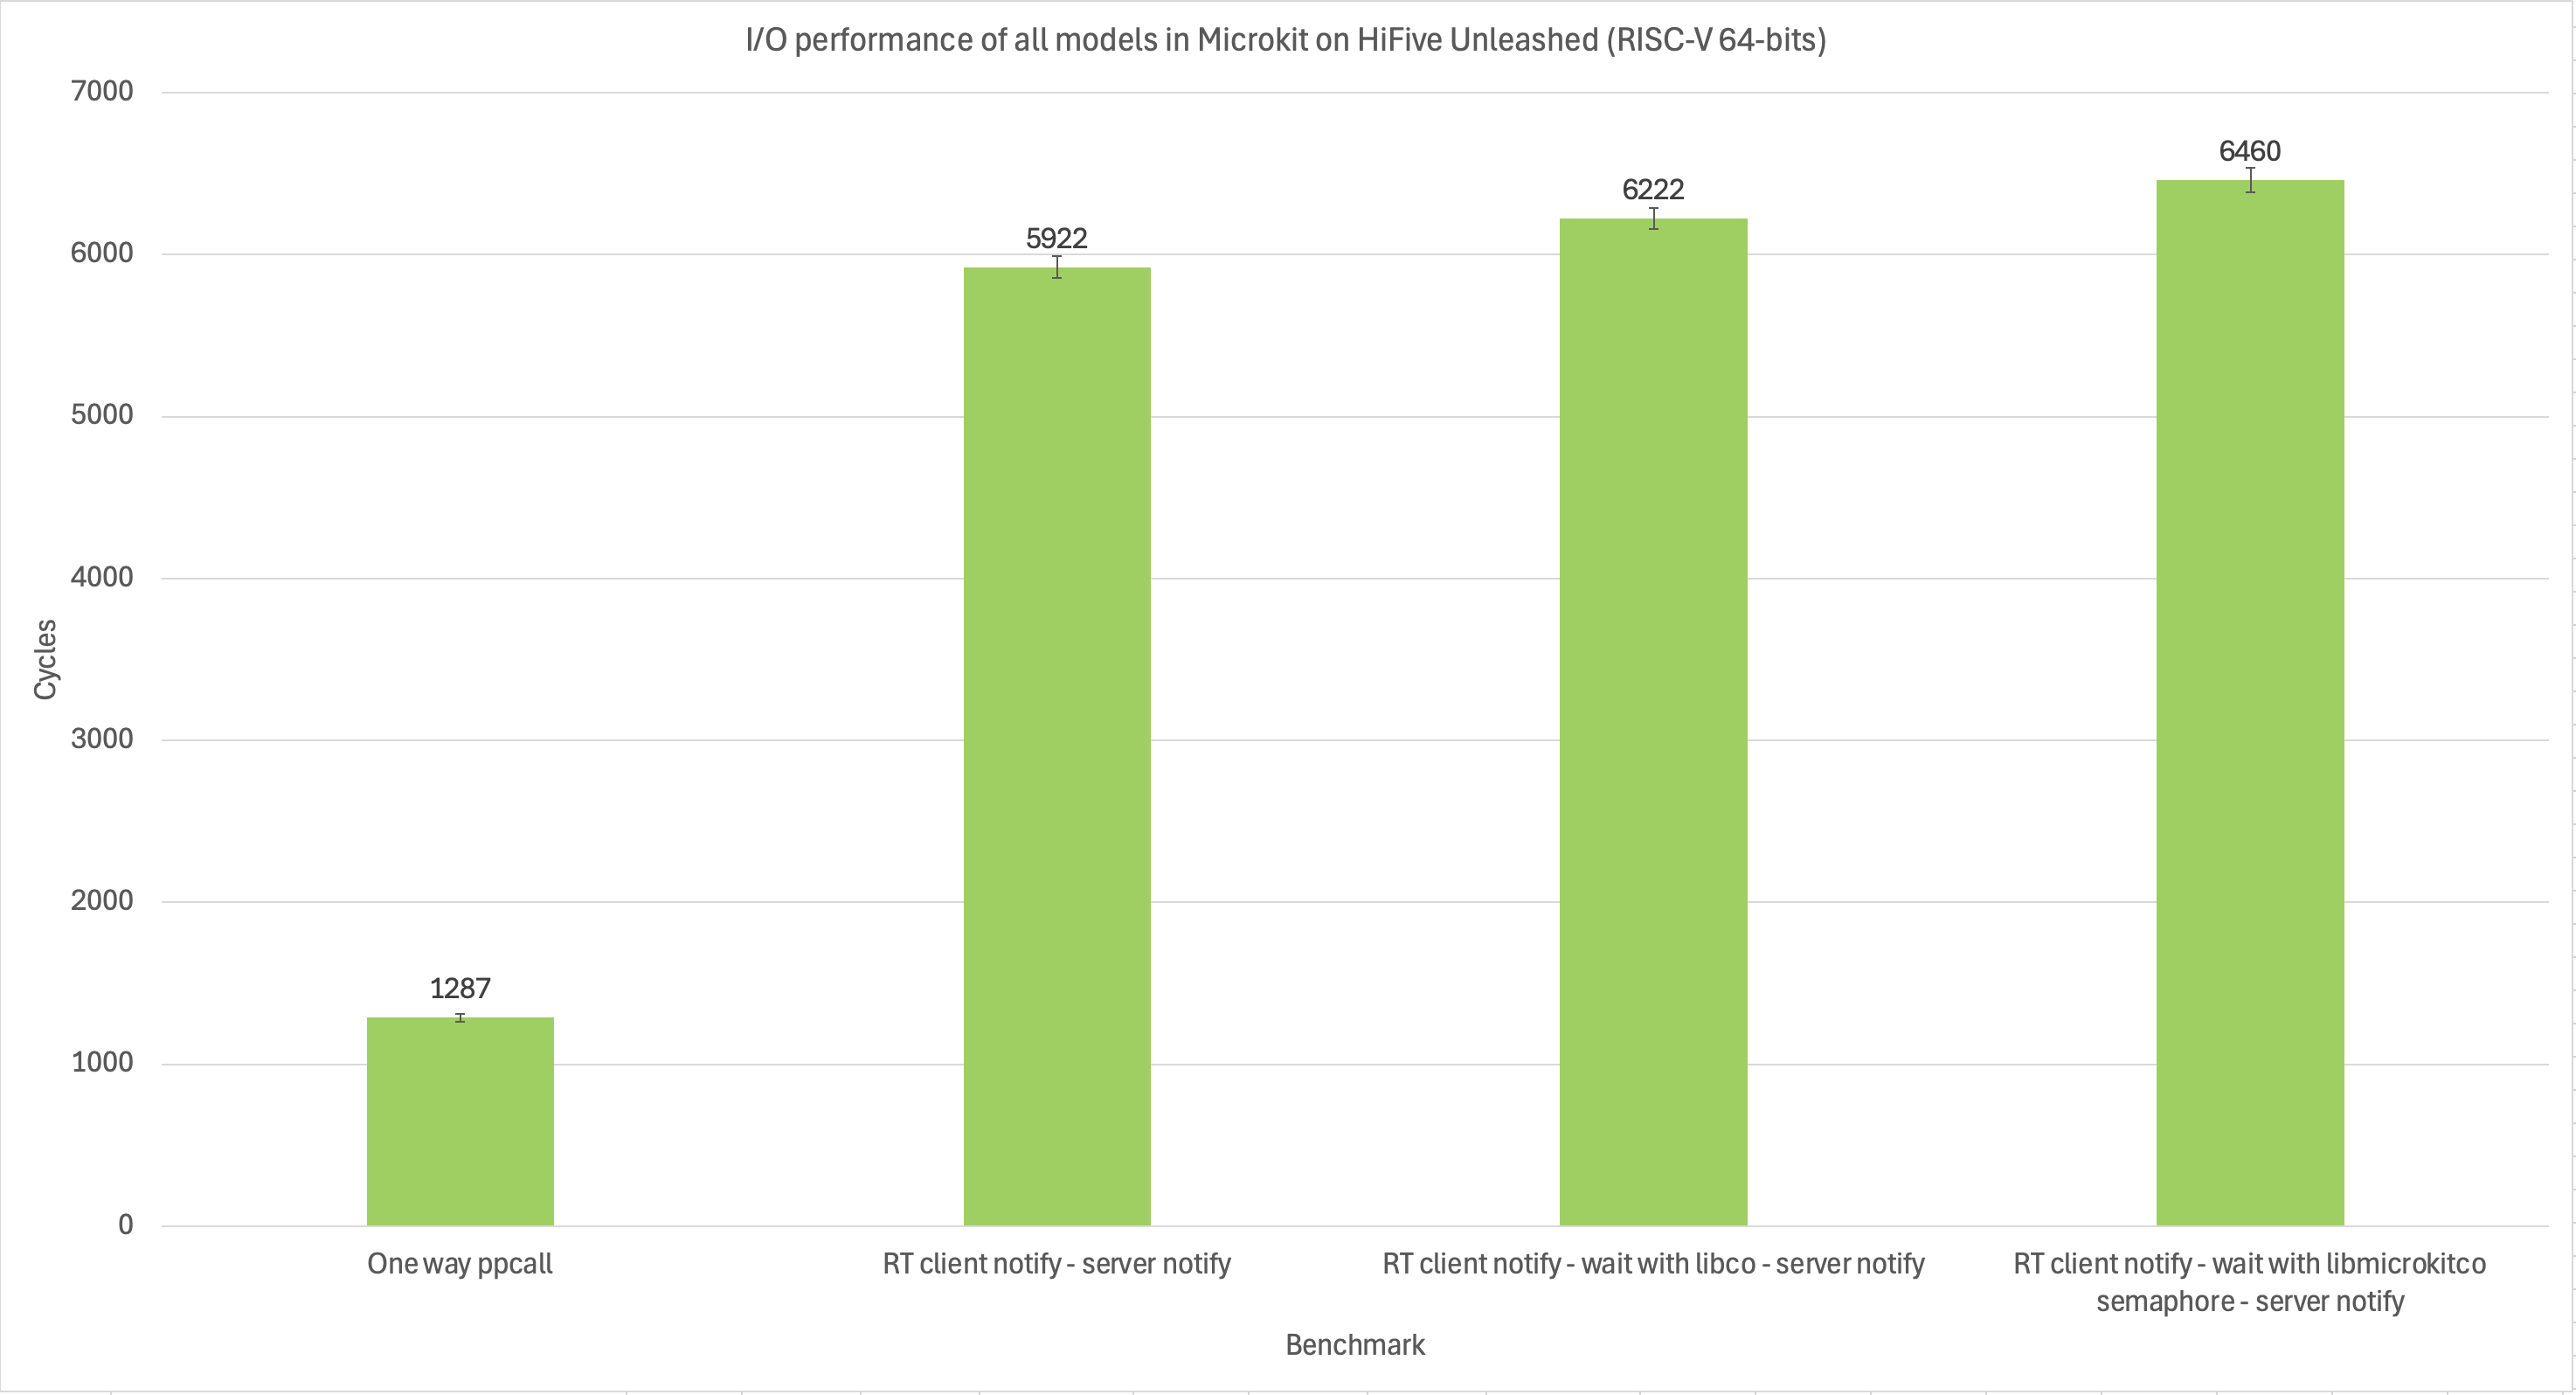 I/O performance of all models in Microkit on HiFive Unleashed (RISC-V 64-bits)
7000
6000
5000
4000
3000
2000
1000
0
Cycles
1287
5922
6222
6460
One way ppcall
RT client notify - server notify
RT client notify - wait with libco - server notify
RT client notify - wait with libmicrokitco
semaphore - server notify
Benchmark